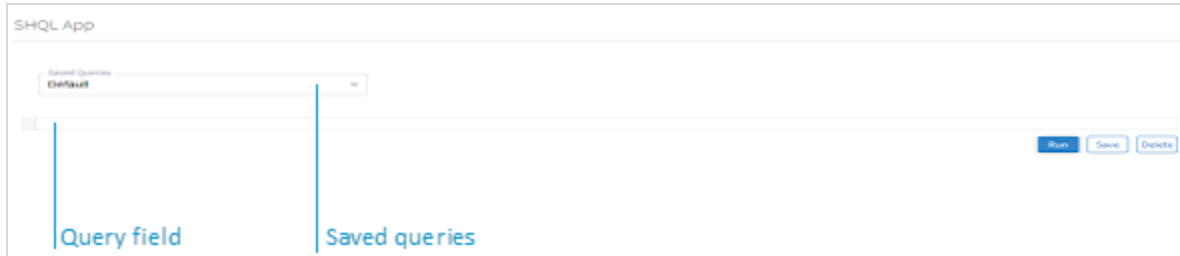 SHQL App
Saved Queries
Default
Run Save Delete
Query field Saved queries